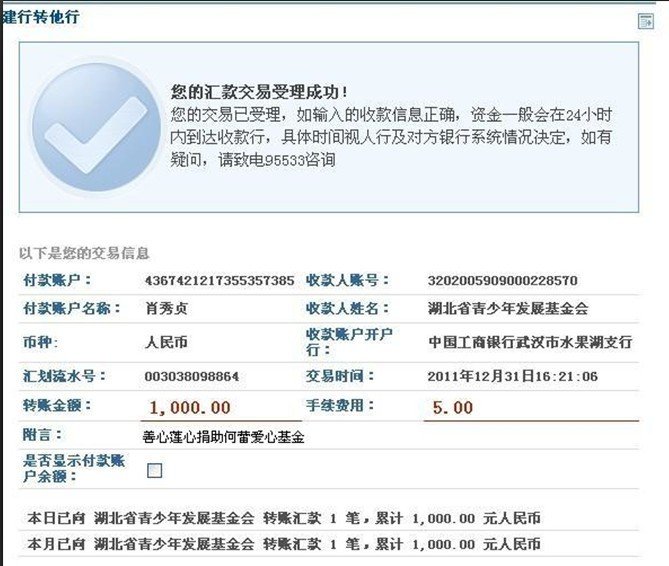 建行转他行
您的汇款交易受理成功！
您的交易已受理，如输入的收款信息正确，资金一般会在24小时
内到达收款行，具体时间视人行及对方银行系统情况决定，如有
疑问，请致电95533咨询
以下是您的交易信息
付款账户： 4367421217355357385 收款人账号： 3202005909000228570
付款账户名称： 肖秀贞 收款人姓名： 湖北省青少年发展基金会
币种: 人民币 收款账户开户行： 中国工商银行武汉市水果湖支行
汇划流水号： 003038098864 交易时间： 2011年12月31日16:21:06
转账金额： 1,000.00 手续费用： 5.00
附言： 善心莲心捐助何蕾爱心基金
是否显示付款账
户余额：
本日已向 湖北省青少年发展基金会 转账汇款 1 笔，累计 1,000.00 元人民币
本月已向 湖北省青少年发展基金会 转账汇款 1 笔，累计 1,000.00 元人民币